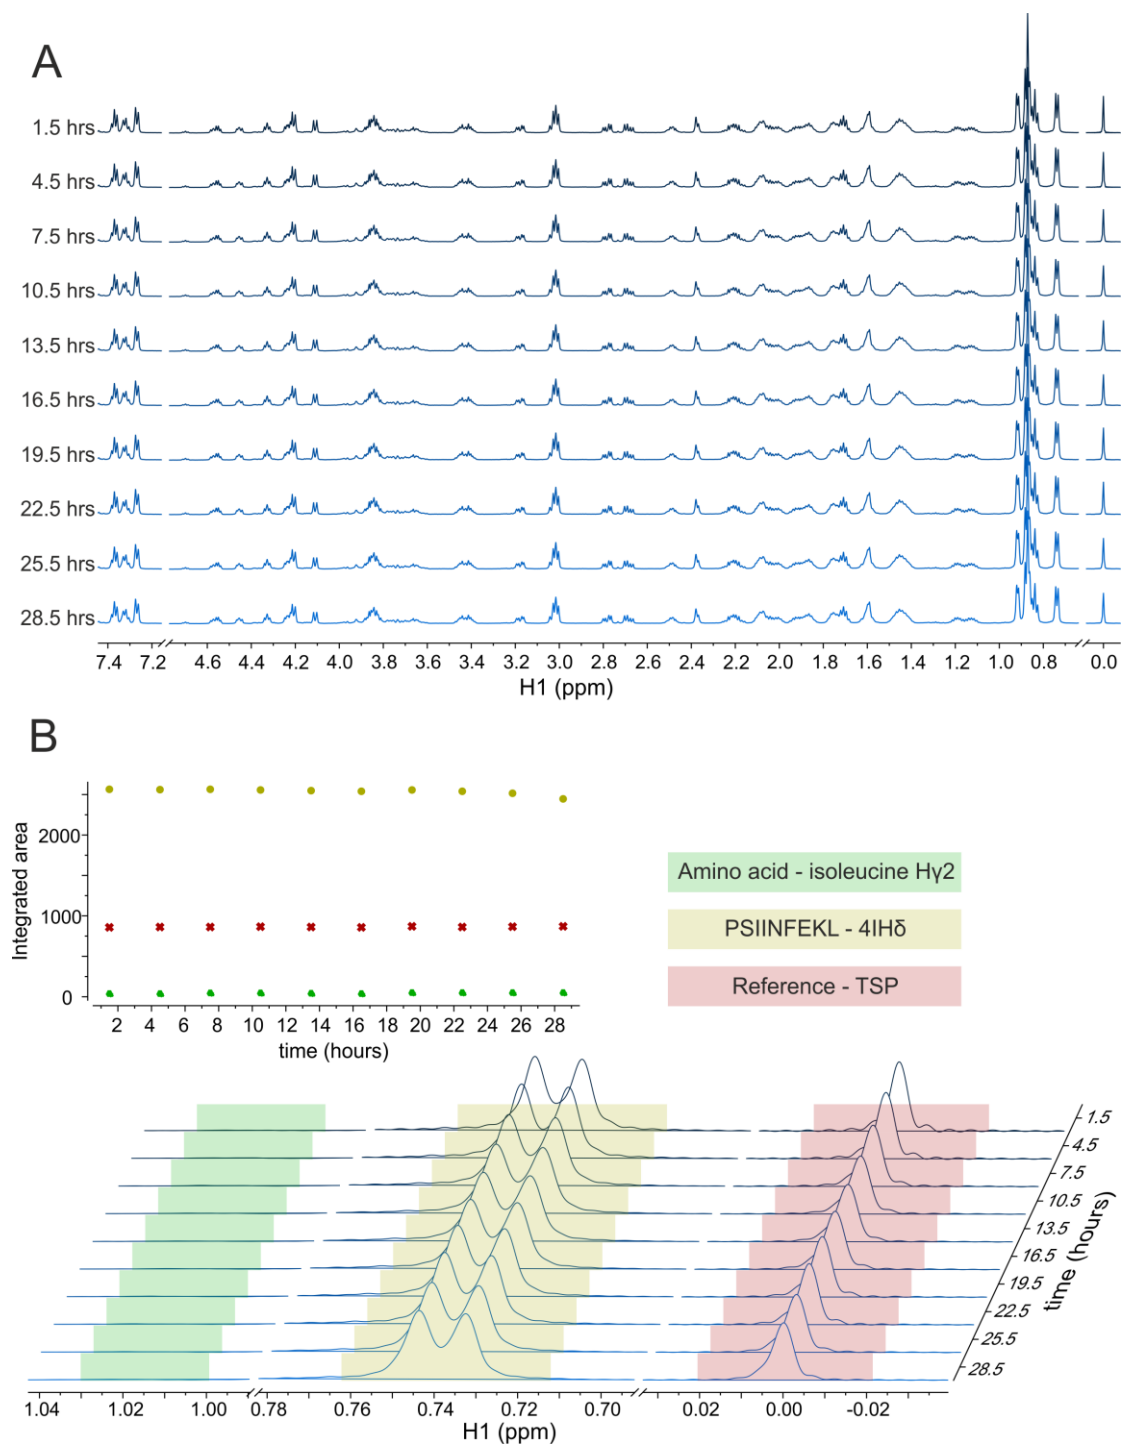 A
1.5 hrs
4.5 hrs
7.5 hrs
10.5 hrs
13.5 hrs
16.5 hrs
19.5 hrs
22.5 hrs
25.5 hrs
28.5 hrs
7.4 7.2 4.6 4.4 4.2 4.0 3.8 3.6 3.4 3.2 3.0 2.8 2.6 2.4 2.2 2.0 1.8 1.6 1.4 1.2 1.0 0.8 0.0
H1 (ppm)
B
Integrated area
2000
1000
0
2 4 6 8 10 12 14 16 18 20 22 24 26 28
time (hours)
Amino acid - isoleucine Hγ2
PSIINFEKL - 4IHδ
Reference - TSP
1.5
4.5
7.5
10.5
13.5
16.5
19.5
22.5
25.5
28.5
time (hours)
1.04 1.02 1.00 0.78 0.76 0.74 0.72 0.70 0.02 0.00 -0.02
H1 (ppm)